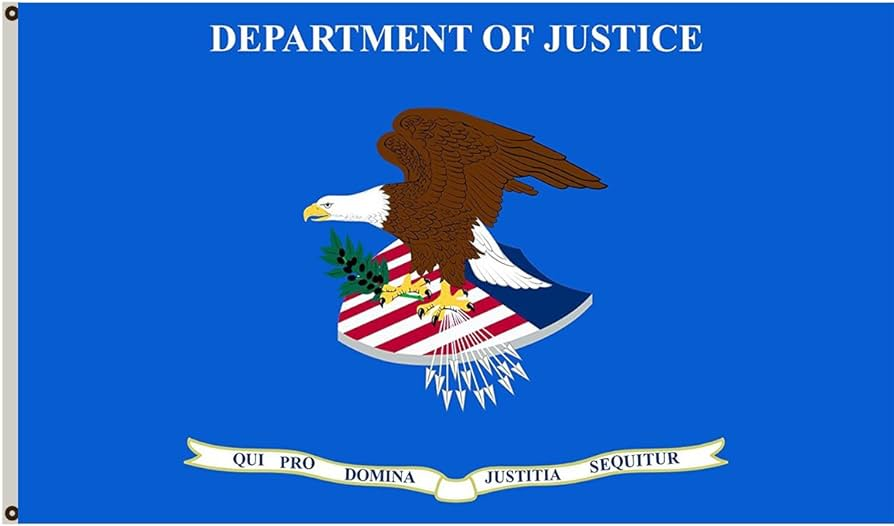 DEPARTMENT OF JUSTICE
QUI PRO DOMINA JUSTITIA SEQUITUR